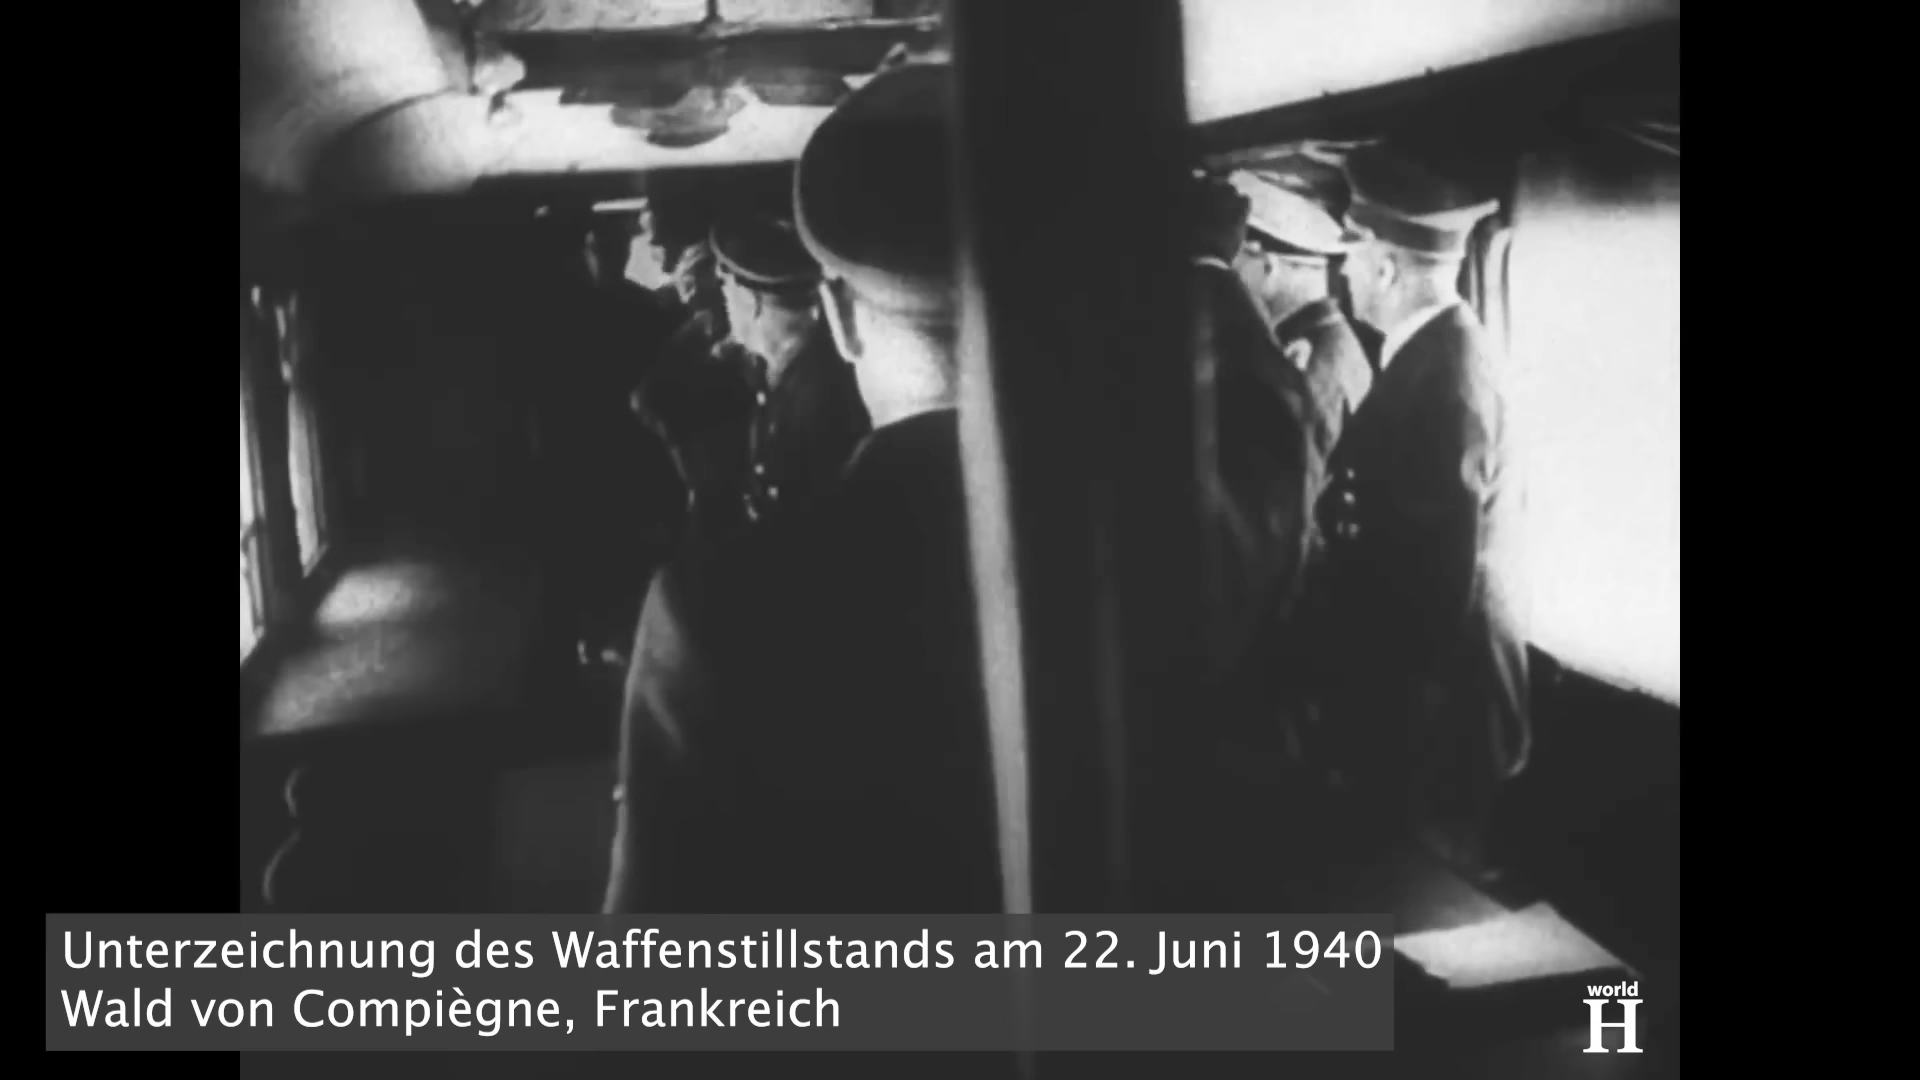 Unterzeichnung des Waffenstillstands am 22. Juni 1940
Wald von Compiègne, Frankreich
world
H